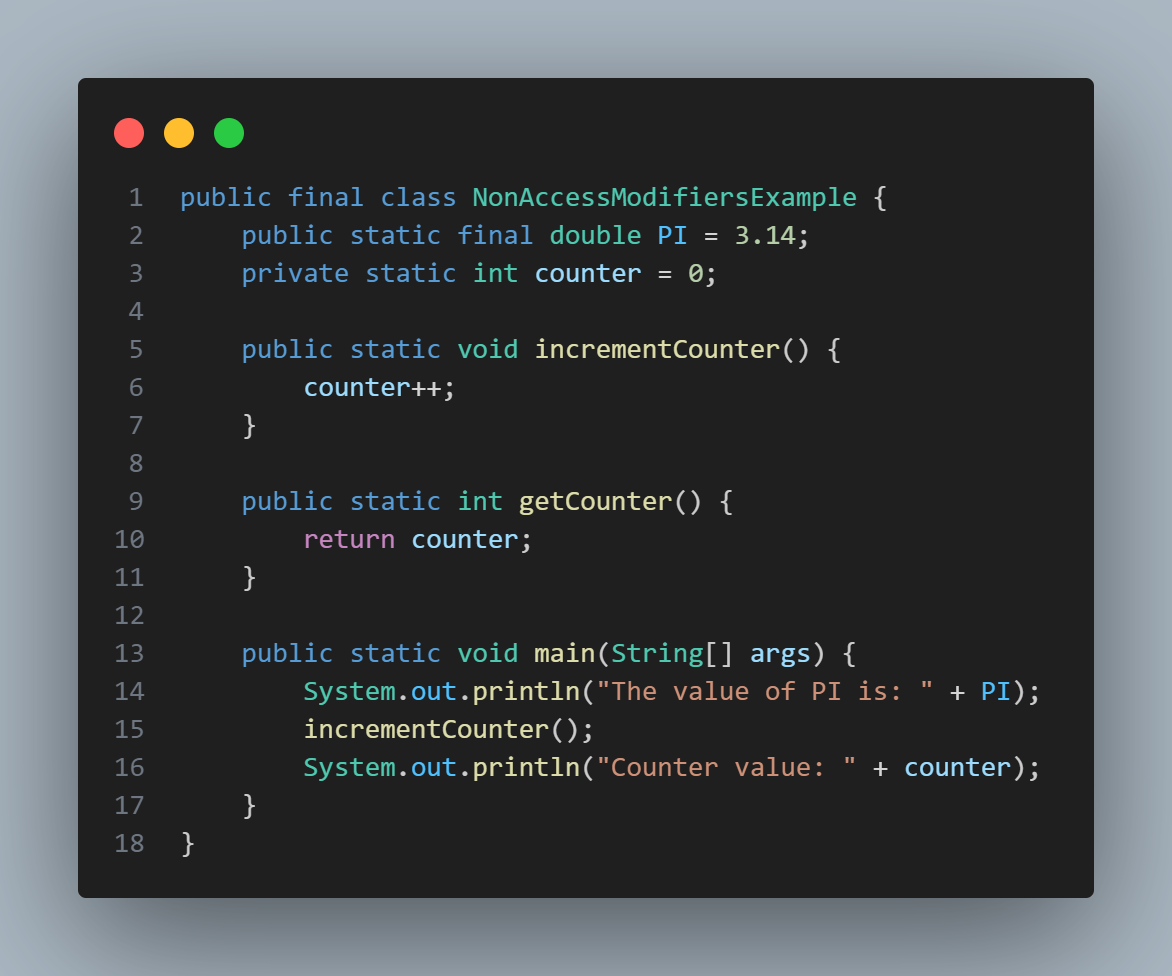 1 public final class NonAccessModifiersExample {
2     public static final double PI = 3.14;
3     private static int counter = 0;
4
5     public static void incrementCounter() {
6         counter++;
7     }
8
9     public static int getCounter() {
10         return counter;
11     }
12
13     public static void main(String[] args) {
14         System.out.println("The value of PI is: " + PI);
15         incrementCounter();
16         System.out.println("Counter value: " + counter);
17     }
18 }